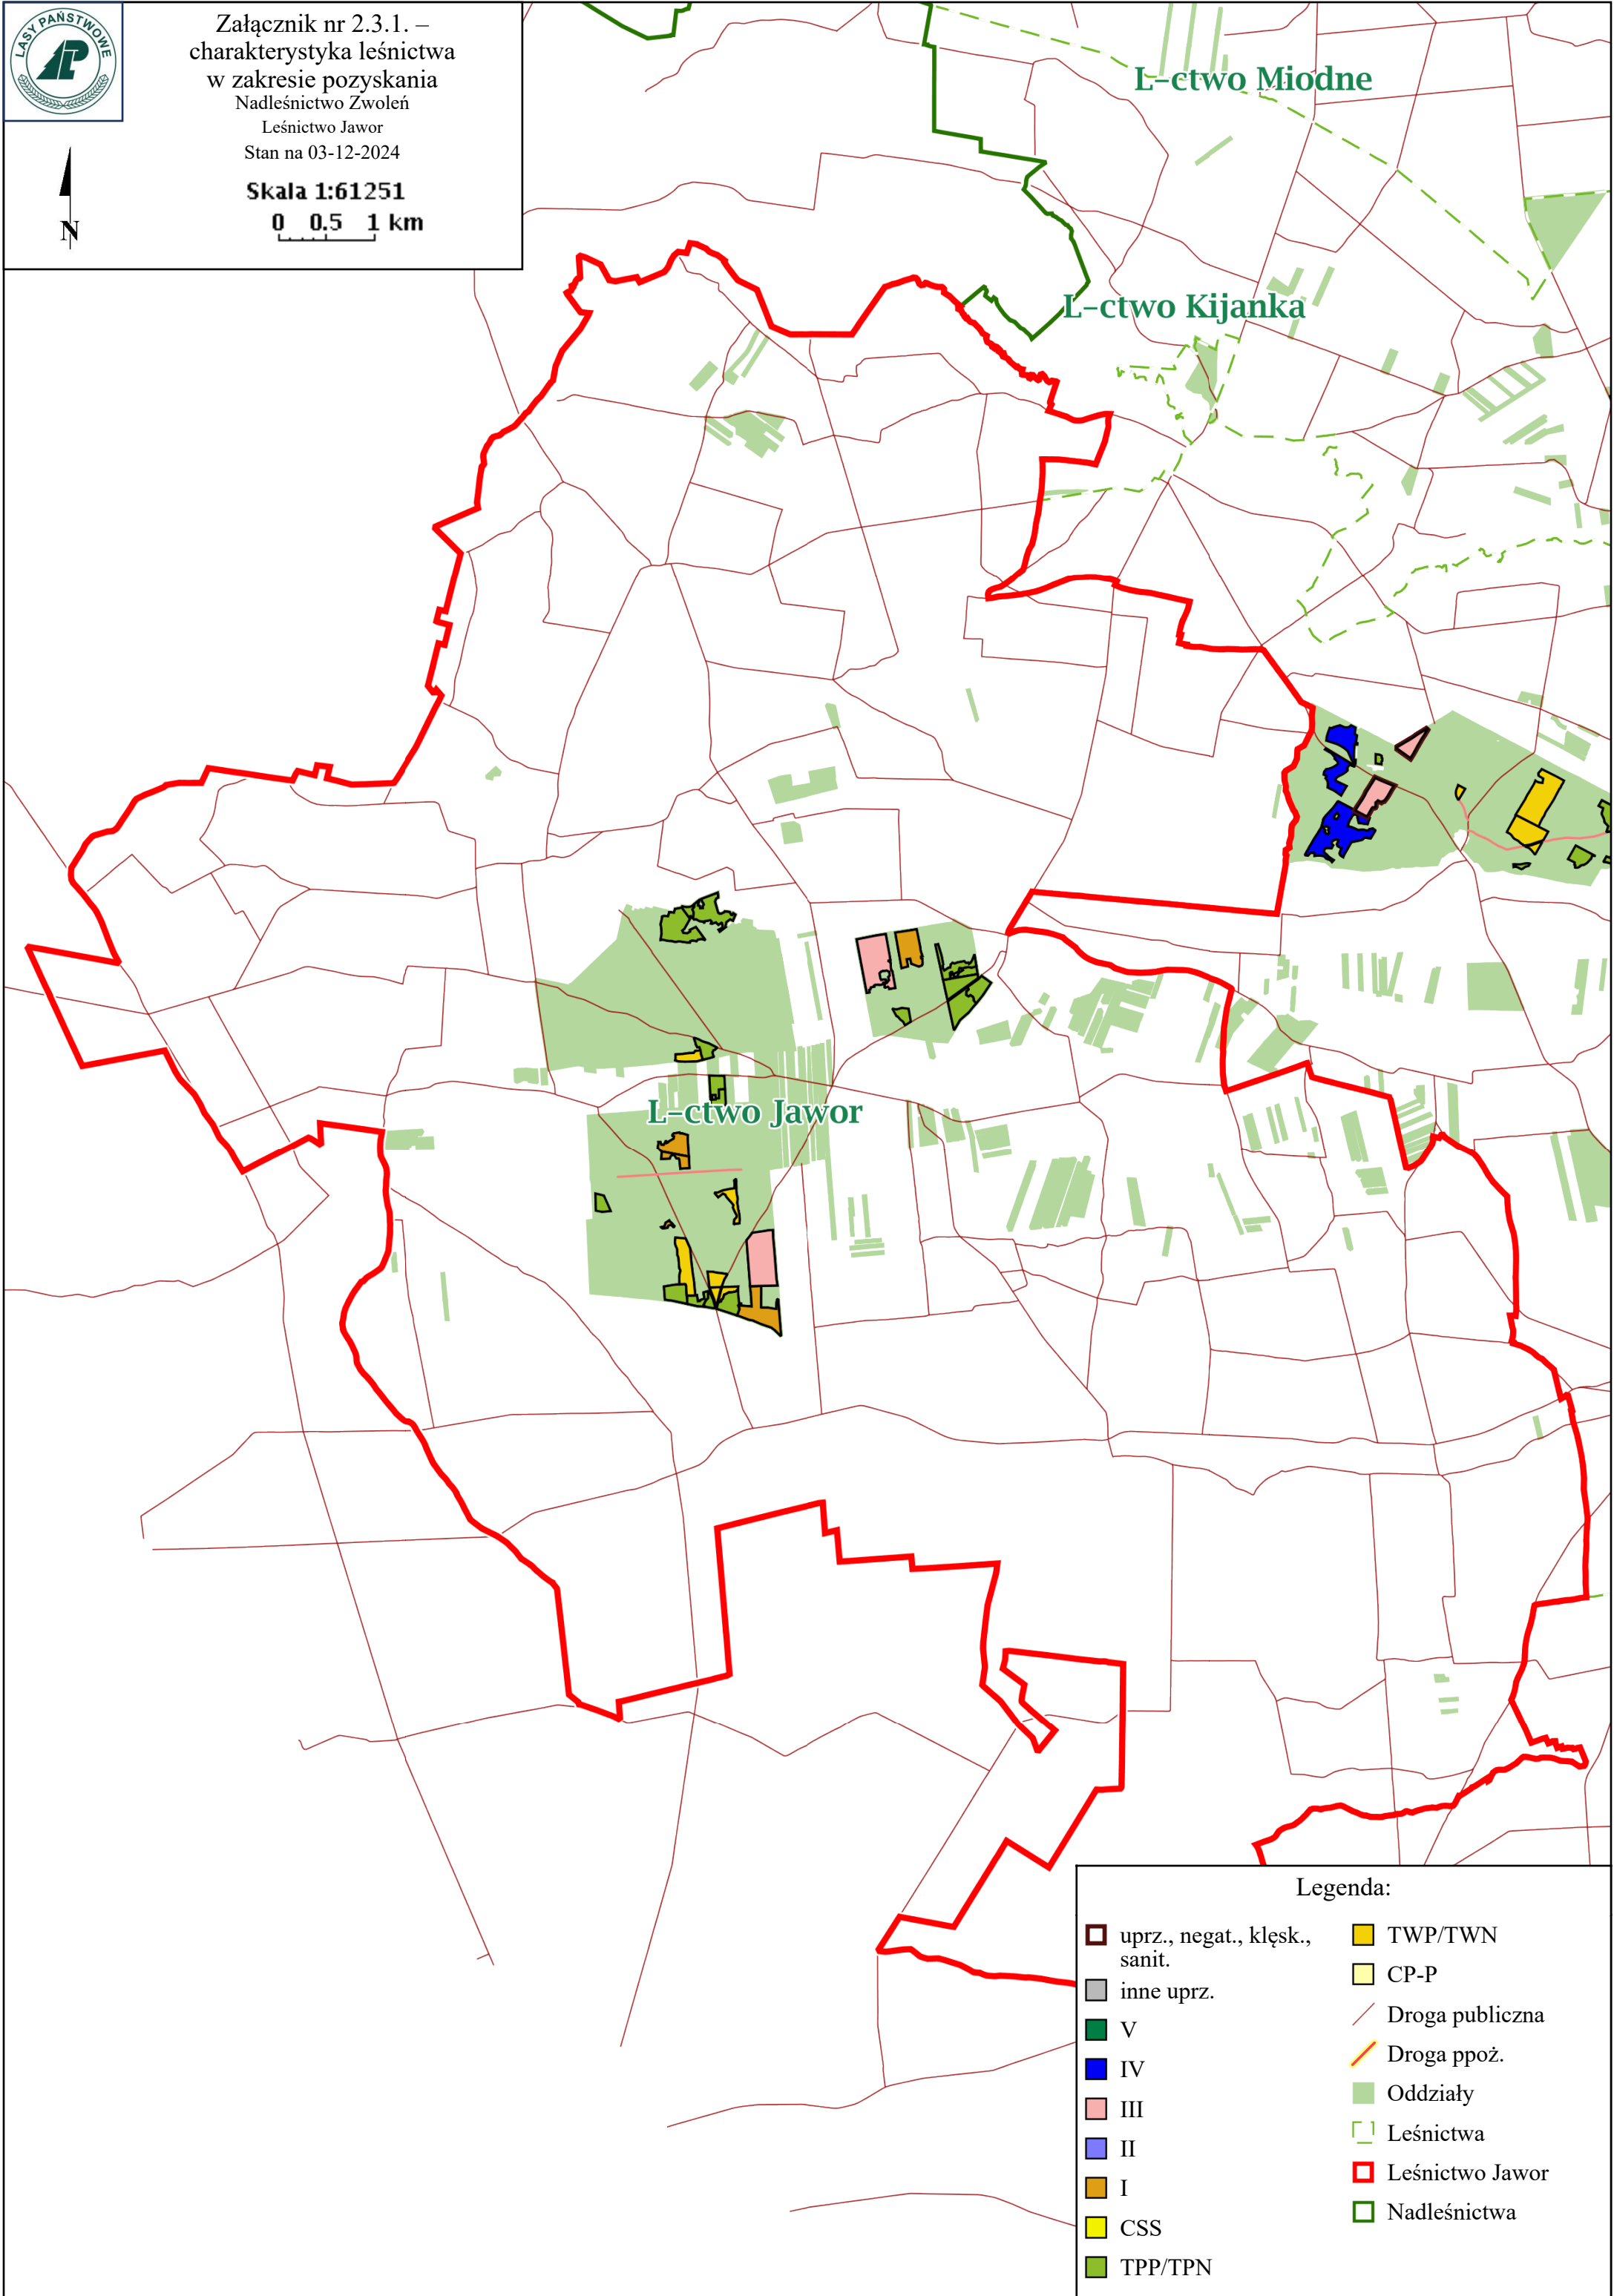 LASY PAŃSTWOWE
Załącznik nr 2.3.1. –
charakterystyka leśnictwa
w zakresie pozyskania
Nadleśnictwo Zwoleń
Leśnictwo Jawor
Stan na 03-12-2024
Skala 1:61251
0 0.5 1 km
N
L-ctwo Miodne
L-ctwo Kijanka
L-ctwo Jawor
Legenda:
uprz., negat., klęsk.,
sanit.
inne uprz.
V
IV
III
II
I
CSS
TPP/TPN
TWP/TWN
CP-P
Droga publiczna
Droga ppoż.
Oddziały
Leśnictwa
Leśnictwo Jawor
Nadleśnictwa